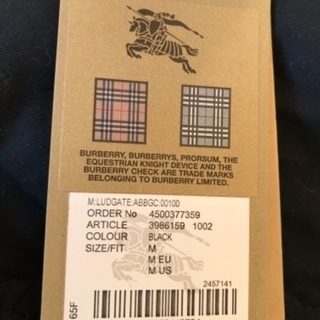 BURBERRY, BURBERRYS, PRORSUM, THE
EQUESTRIAN KNIGHT DEVICE AND THE
BURBERRY CHECK ARE TRADE MARKS
BELONGING TO BURBERRY LIMITED.
M:LUDGATE:ABBGC:00100
ORDER No 4500377359
ARTICLE 3986159 1002
COLOUR BLACK
SIZE/FIT M
M EU
M US
2457141
65F